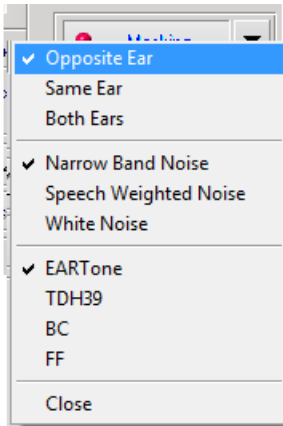 Masking
Opposite Ear
Same Ear
Both Ears
Narrow Band Noise
Speech Weighted Noise
White Noise
EARTone
TDH39
BC
FF
Close